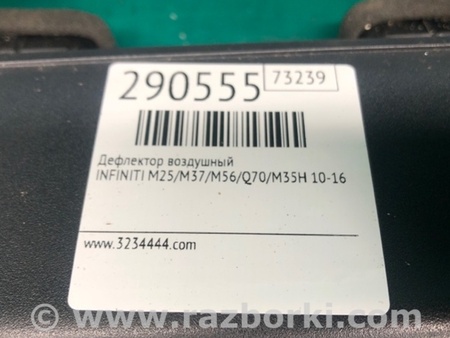 290555 73239
Дефлектор воздушный
INFINITI M25/M37/M56/Q70/M35H 10-16
www.3234444.com
© www.razborki.com